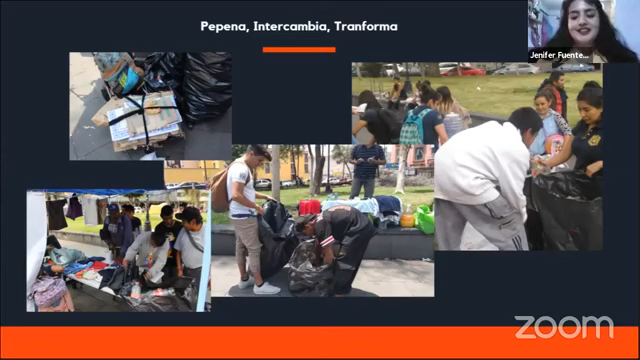 Pepena, Intercambia, Tranforma
Jenifer Fuente...
zoom